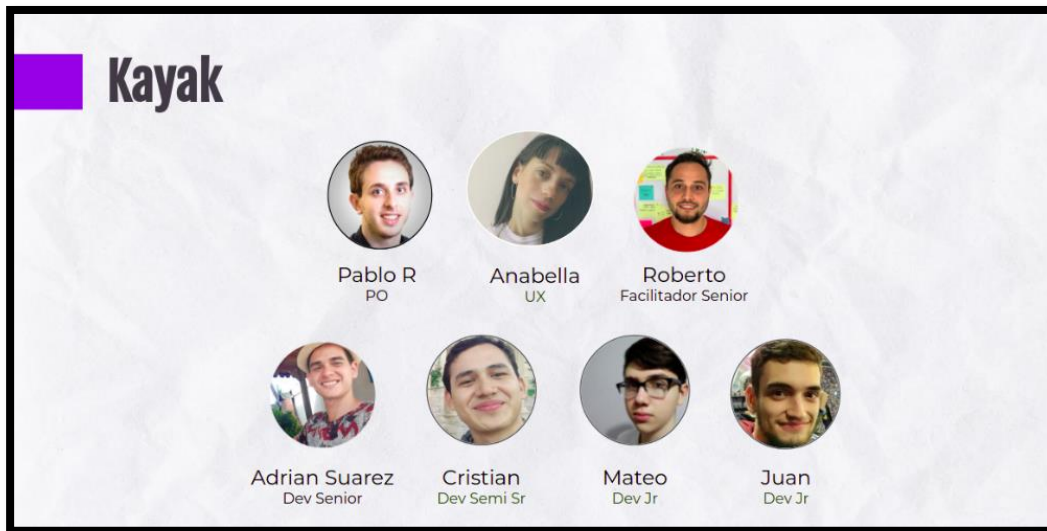 Kayak
Pablo R
PO
Anabella
UX
Roberto
Facilitador Senior
Adrian Suarez
Dev Senior
Cristian
Dev Semi Sr
Mateo
Dev Jr
Juan
Dev Jr